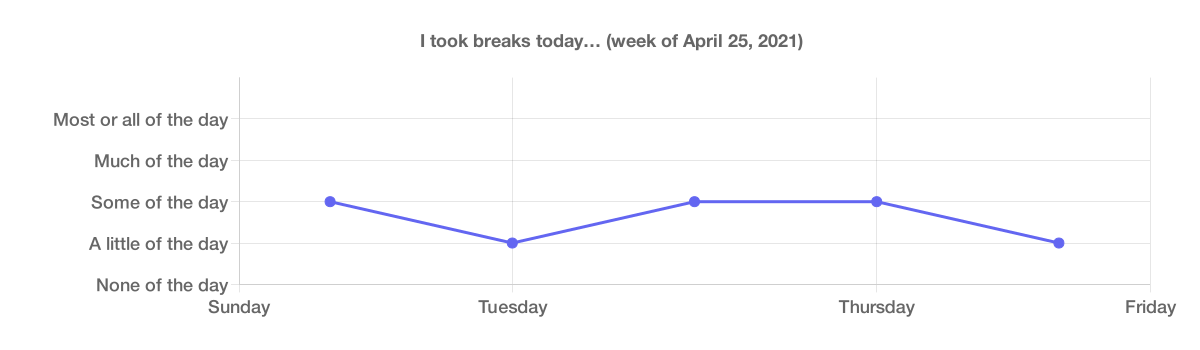 I took breaks today… (week of April 25, 2021)
Most or all of the day
Much of the day
Some of the day
A little of the day
None of the day
Sunday Tuesday Thursday Friday